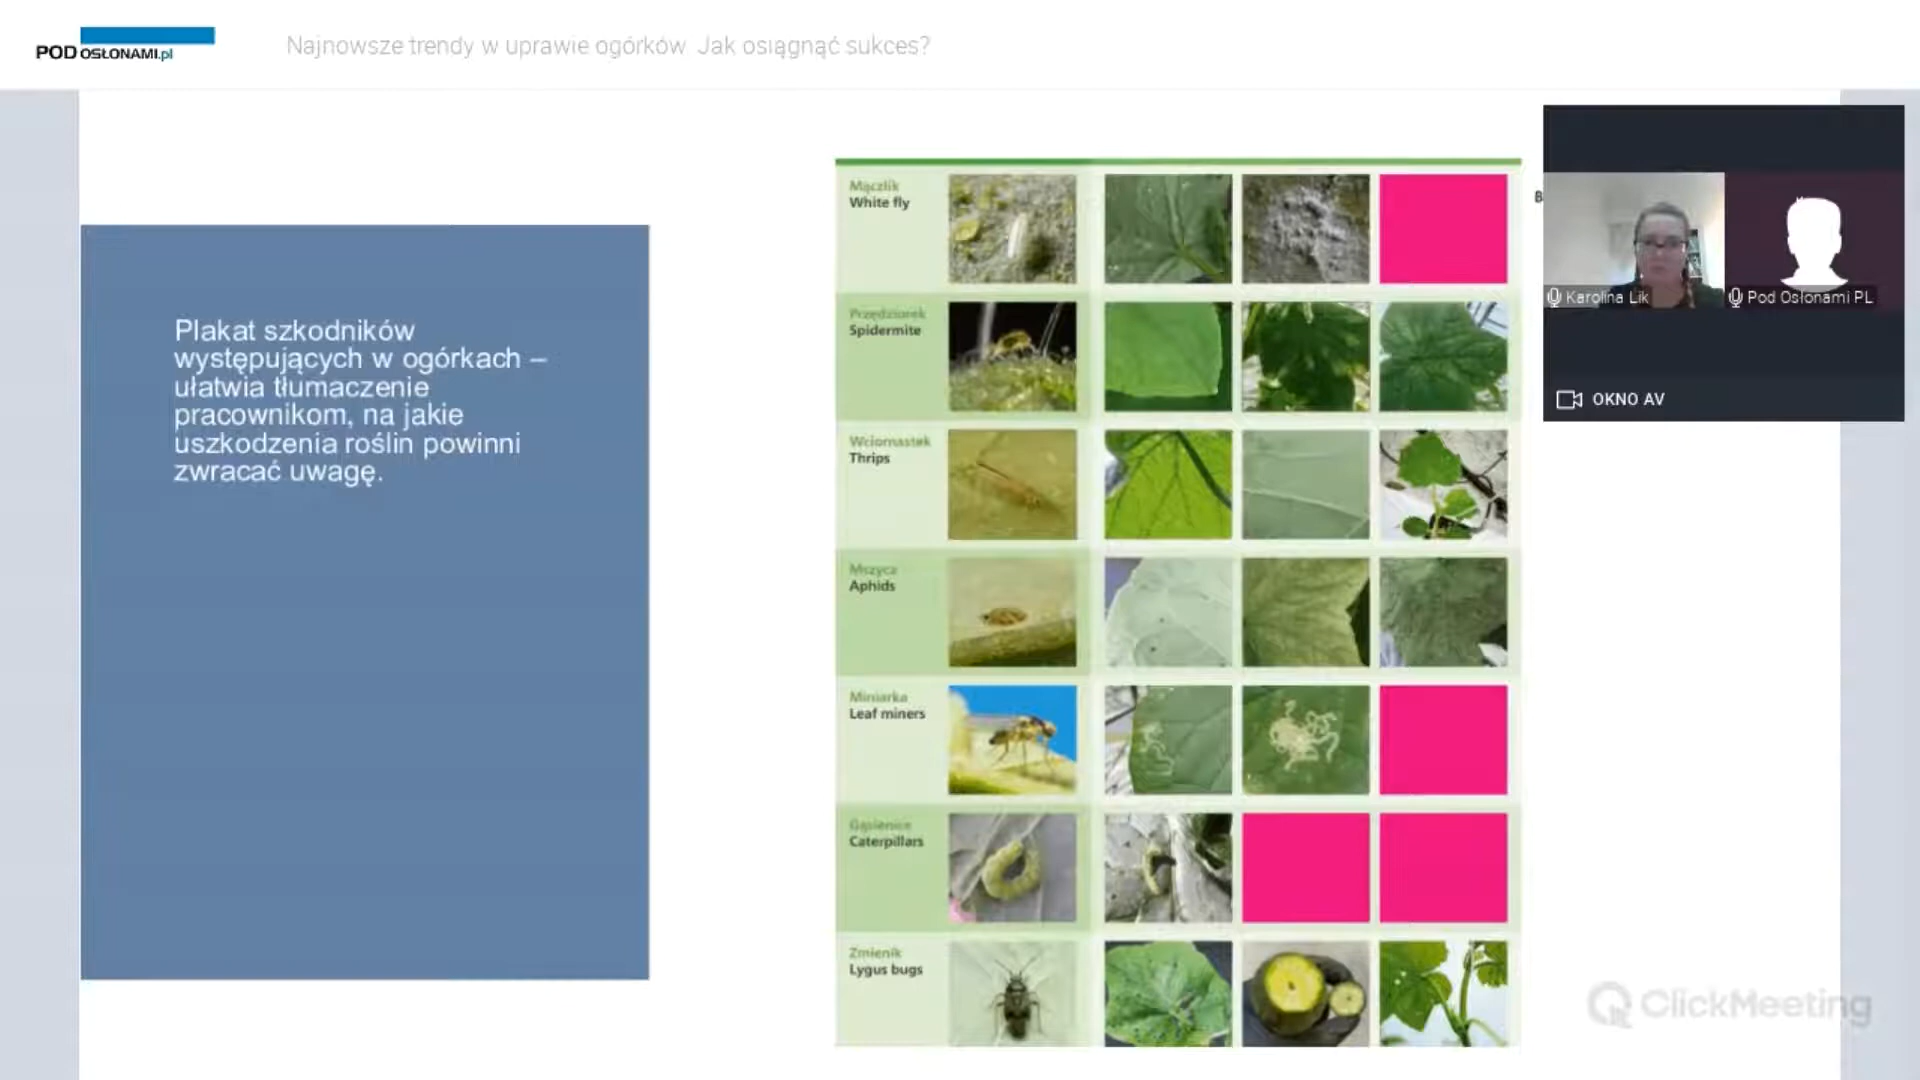 POD OSŁONAMI.pl
Najnowsze trendy w uprawie ogórków. Jak osiągnąć sukces?
Plakat szkodników
występujących w ogórkach –
ułatwia tłumaczenie
pracownikom, na jakie
uszkodzenia roślin powinni
zwracać uwagę.
Mączlik
White fly
Przędziorek
Spidermite
Wciornastek
Thrips
Mszyca
Aphids
Miniarka
Leaf miners
Gąsienice
Caterpillars
Zmienik
Lygus bugs
B
Karolina Lik
Pod Osłonami PL
OKNO AV
ClickMeeting